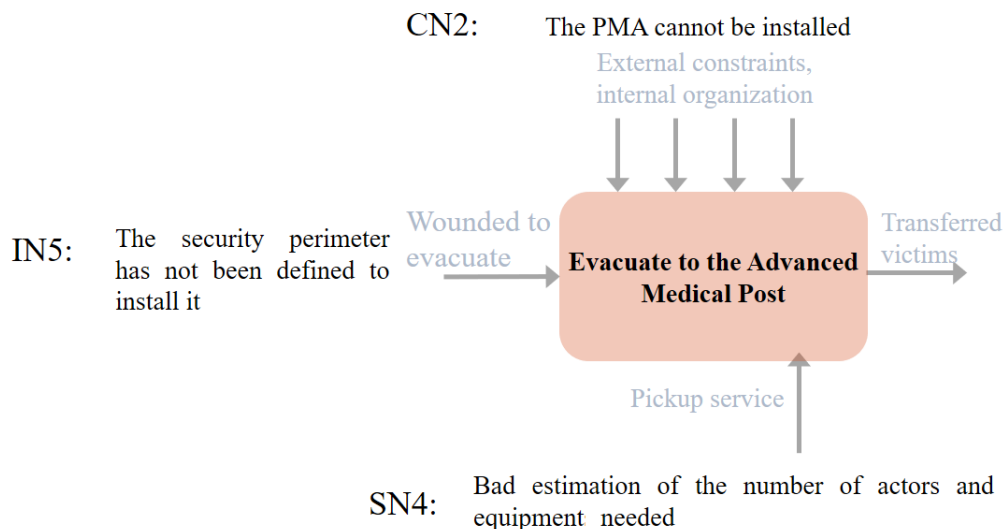 CN2: The PMA cannot be installed
External constraints,
internal organization
IN5:
The security perimeter
has not been defined to
install it
Wounded to
evacuate
Evacuate to the Advanced
Medical Post
Transferred
victims
Pickup service
SN4:
Bad estimation of the number of actors and
equipment needed